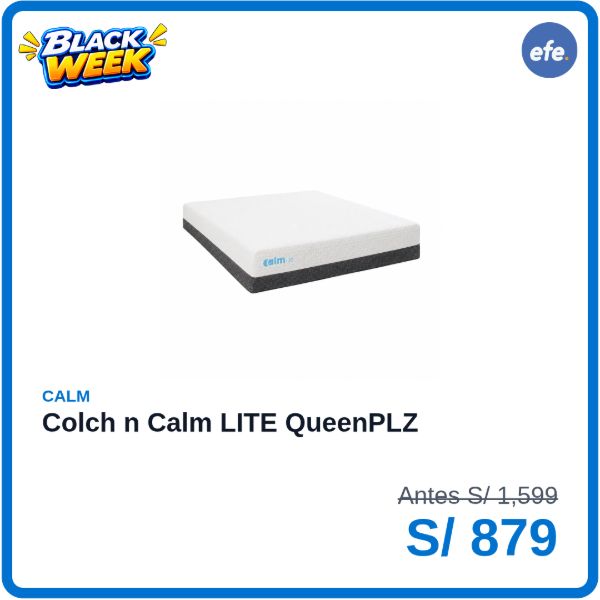 BLACK
WEEK
efe.
Calm
CALM
Colch n Calm LITE QueenPLZ
Antes S/ 1,599
S/ 879